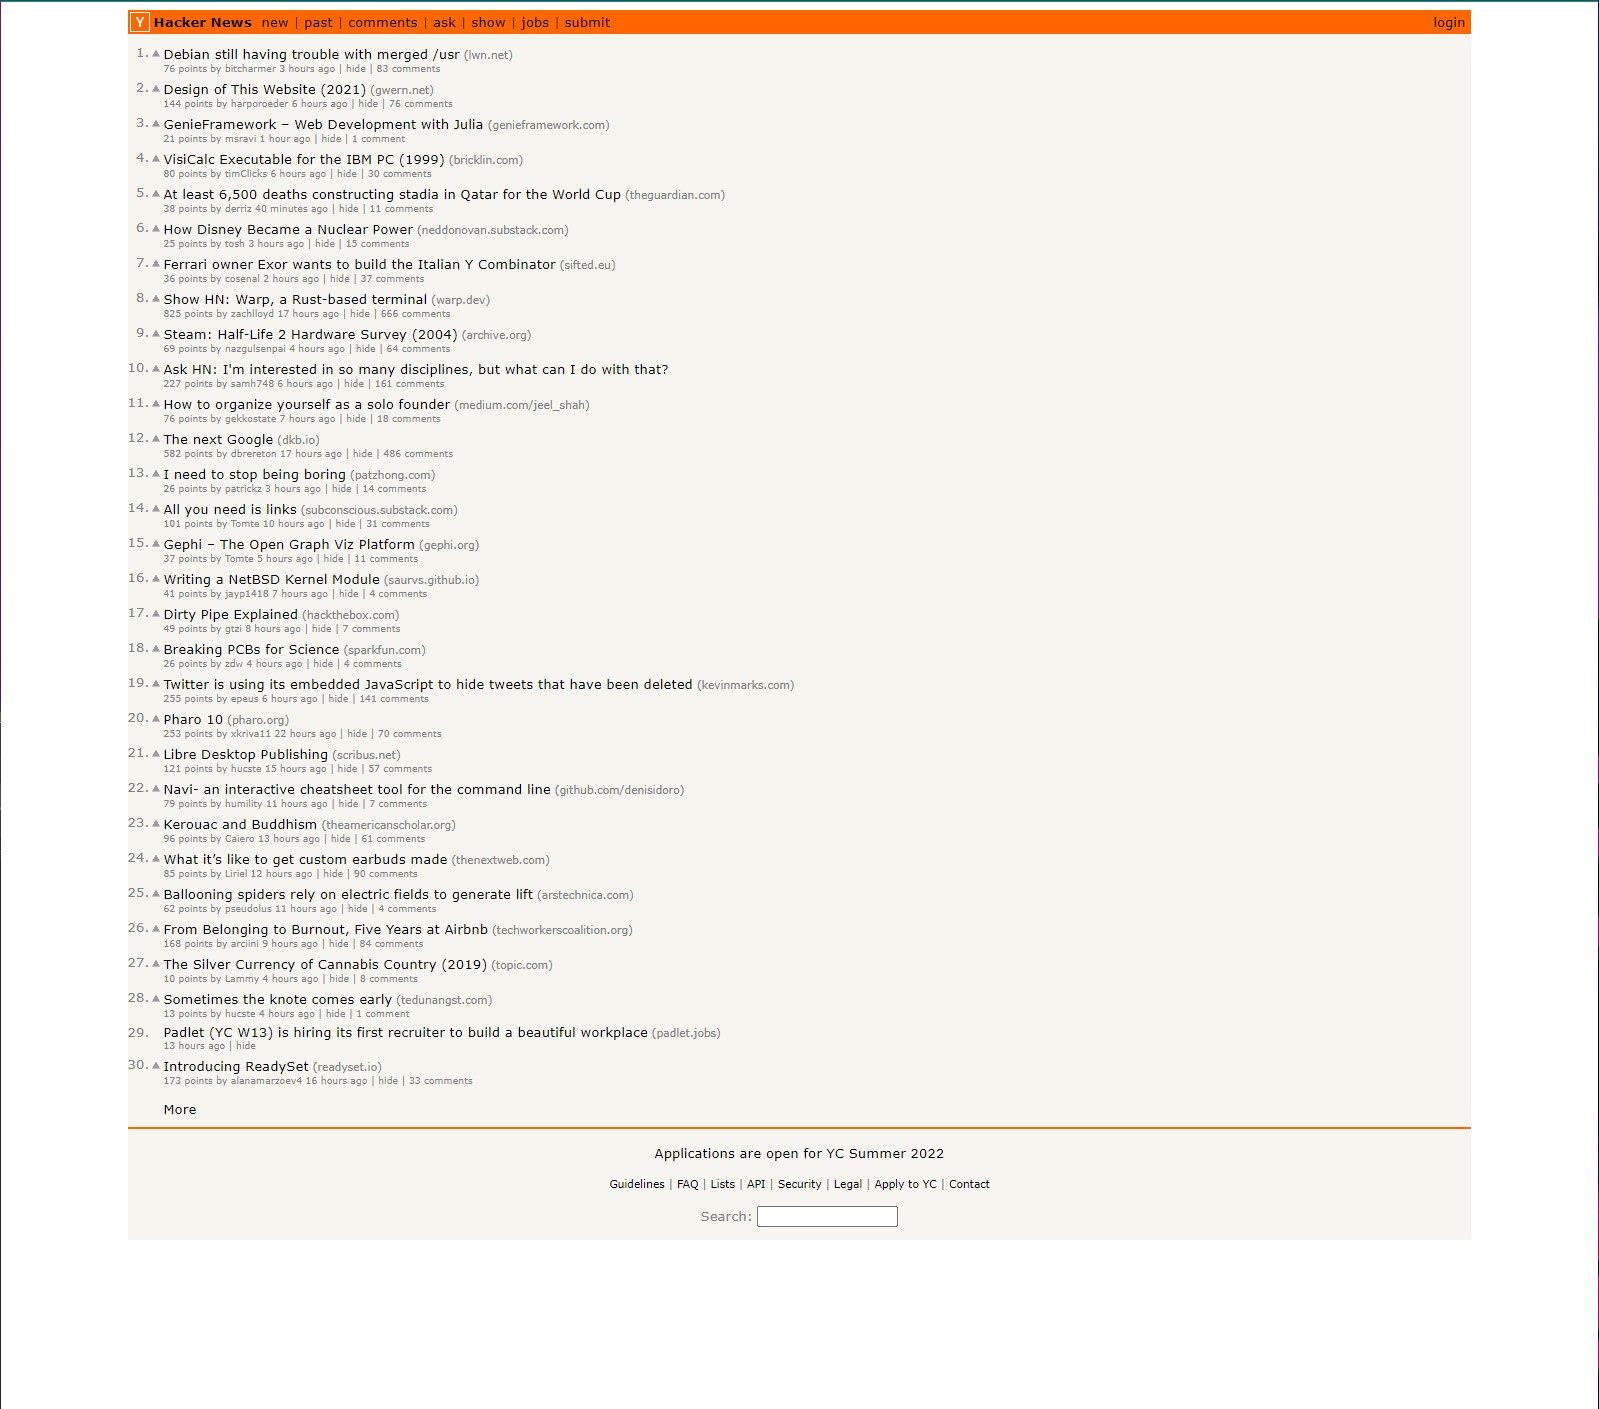 Y Hacker News new | past | comments | ask | show | jobs | submit login
1. Debian still having trouble with merged /usr (lwn.net)
76 points by bitcharmer 3 hours ago | hide | 83 comments
2. Design of This Website (2021) (gwern.net)
144 points by harporoeder 6 hours ago | hide | 76 comments
3. GenieFramework – Web Development with Julia (genieframework.com)
21 points by msravi 1 hour ago | hide | 1 comment
4. VisiCalc Executable for the IBM PC (1999) (bricklin.com)
80 points by timClicks 6 hours ago | hide | 30 comments
5. At least 6,500 deaths constructing stadia in Qatar for the World Cup (theguardian.com)
38 points by derriz 40 minutes ago | hide | 11 comments
6. How Disney Became a Nuclear Power (neddonovan.substack.com)
25 points by tosh 3 hours ago | hide | 15 comments
7. Ferrari owner Exor wants to build the Italian Y Combinator (sifted.eu)
36 points by cosenal 2 hours ago | hide | 37 comments
8. Show HN: Warp, a Rust-based terminal (warp.dev)
825 points by zachlloyd 17 hours ago | hide | 666 comments
9. Steam: Half-Life 2 Hardware Survey (2004) (archive.org)
69 points by nazgulsenpai 4 hours ago | hide | 64 comments
10. Ask HN: I'm interested in so many disciplines, but what can I do with that?
227 points by samh748 6 hours ago | hide | 161 comments
11. How to organize yourself as a solo founder (medium.com/jeel_shah)
76 points by gekkostate 7 hours ago | hide | 18 comments
12. The next Google (dkb.io)
582 points by dbrereton 17 hours ago | hide | 486 comments
13. I need to stop being boring (patzhong.com)
26 points by patrickz 3 hours ago | hide | 14 comments
14. All you need is links (subconscious.substack.com)
101 points by Tomte 10 hours ago | hide | 31 comments
15. Gephi – The Open Graph Viz Platform (gephi.org)
37 points by Tomte 5 hours ago | hide | 11 comments
16. Writing a NetBSD Kernel Module (saurvs.github.io)
41 points by jayp1418 7 hours ago | hide | 4 comments
17. Dirty Pipe Explained (hackthebox.com)
49 points by gtzi 8 hours ago | hide | 7 comments
18. Breaking PCBs for Science (sparkfun.com)
26 points by zdw 4 hours ago | hide | 4 comments
19. Twitter is using its embedded JavaScript to hide tweets that have been deleted (kevinmarks.com)
255 points by epeus 6 hours ago | hide | 141 comments
20. Pharo 10 (pharo.org)
253 points by xkriva11 22 hours ago | hide | 70 comments
21. Libre Desktop Publishing (scribus.net)
121 points by hucste 15 hours ago | hide | 57 comments
22. Navi- an interactive cheatsheet tool for the command line (github.com/denisidoro)
79 points by humility 11 hours ago | hide | 7 comments
23. Kerouac and Buddhism (theamericanscholar.org)
96 points by Caiero 13 hours ago | hide | 61 comments
24. What it’s like to get custom earbuds made (thenextweb.com)
85 points by Liriel 12 hours ago | hide | 90 comments
25. Ballooning spiders rely on electric fields to generate lift (arstechnica.com)
62 points by pseudolus 11 hours ago | hide | 4 comments
26. From Belonging to Burnout, Five Years at Airbnb (techworkerscoalition.org)
168 points by arciini 9 hours ago | hide | 84 comments
27. The Silver Currency of Cannabis Country (2019) (topic.com)
10 points by Lammy 4 hours ago | hide | 8 comments
28. Sometimes the knote comes early (tedunangst.com)
13 points by hucste 4 hours ago | hide | 1 comment
29. Padlet (YC W13) is hiring its first recruiter to build a beautiful workplace (padlet.jobs)
13 hours ago | hide
30. Introducing ReadySet (readyset.io)
173 points by alanamarzoev4 16 hours ago | hide | 33 comments
More
Applications are open for YC Summer 2022
Guidelines | FAQ | Lists | API | Security | Legal | Apply to YC | Contact
Search: